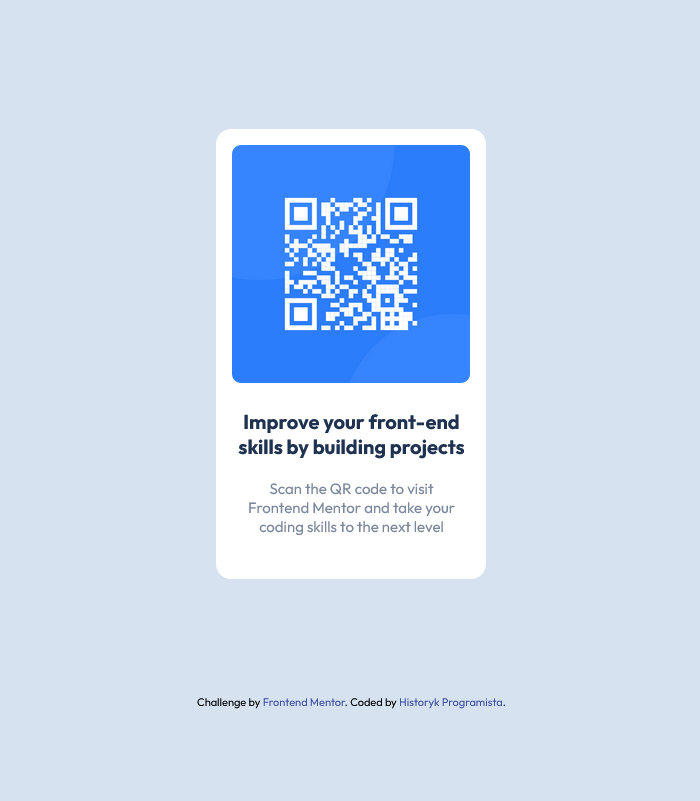 Improve your front-end
skills by building projects
Scan the QR code to visit
Frontend Mentor and take your
coding skills to the next level
Challenge by Frontend Mentor. Coded by Historyk Programista.